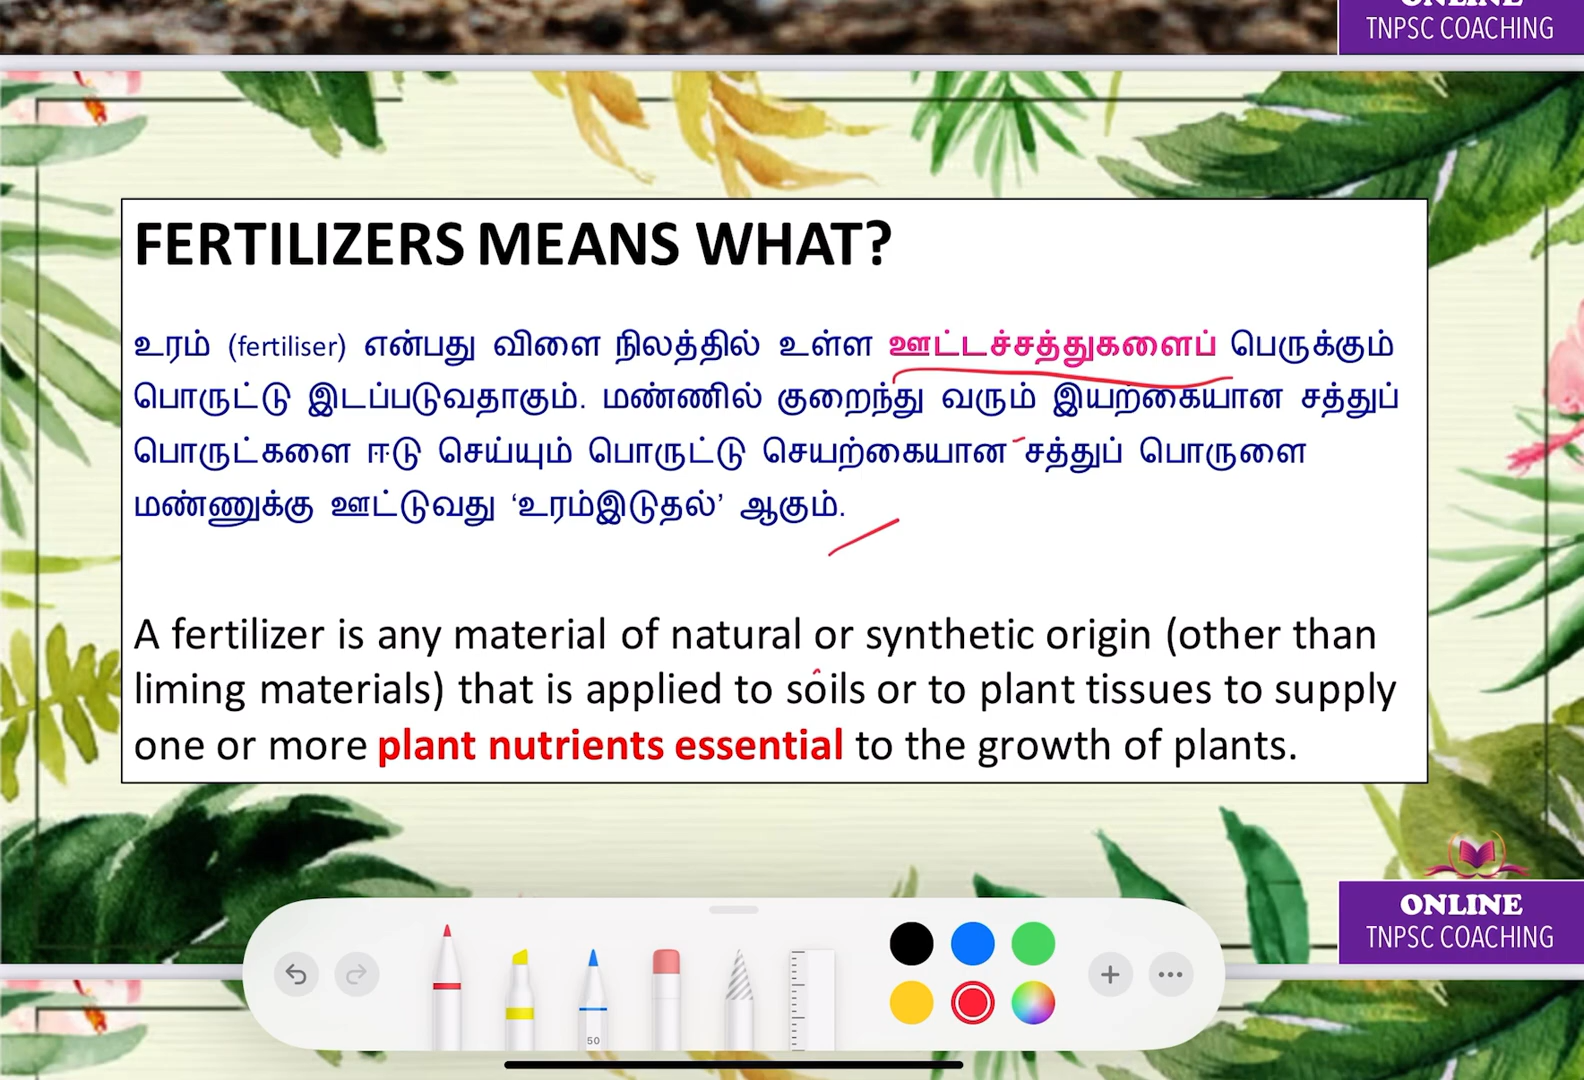 ONLINE
TNPSC COACHING
FERTILIZERS MEANS WHAT?
உரம் (fertiliser) என்பது விளை நிலத்தில் உள்ள ஊட்டச்சத்துகளைப் பெருக்கும்
பொருட்டு இடப்படுவதாகும். மண்ணில் குறைந்து வரும் இயற்கையான சத்துப்
பொருட்களை ஈடு செய்யும் பொருட்டு செயற்கையான சத்துப் பொருளை
மண்ணுக்கு ஊட்டுவது ‘உரம்இடுதல்’ ஆகும்.
A fertilizer is any material of natural or synthetic origin (other than
liming materials) that is applied to soils or to plant tissues to supply
one or more plant nutrients essential to the growth of plants.
ONLINE
TNPSC COACHING
50